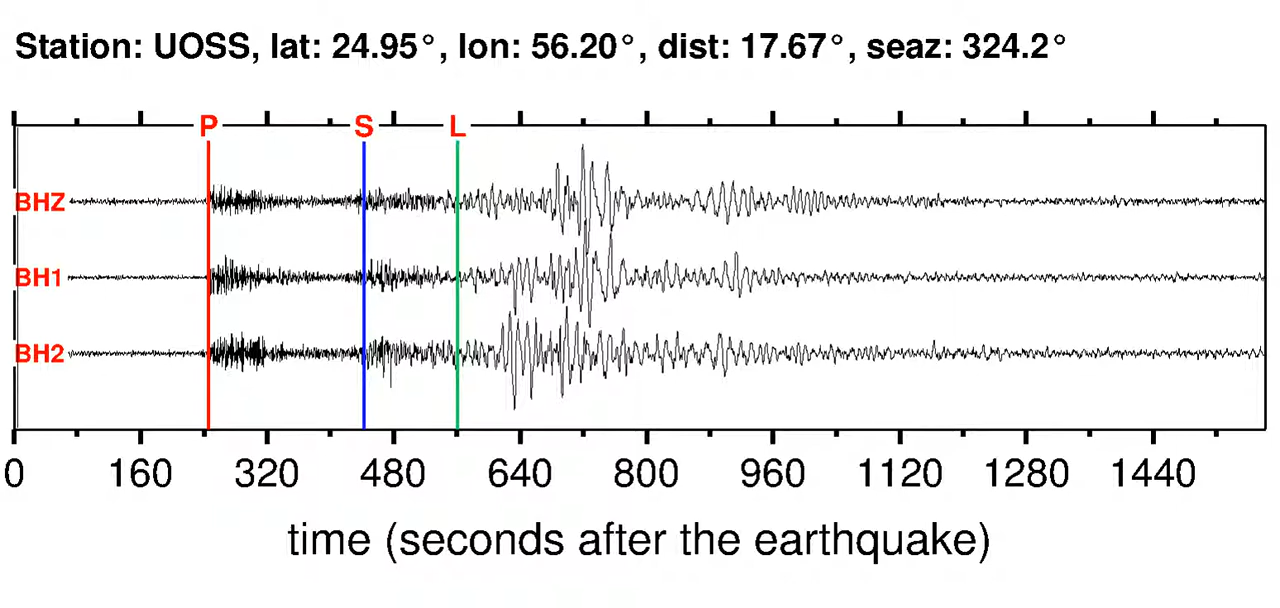 Station: UOSS, lat: 24.95°, lon: 56.20°, dist: 17.67°, seaz: 324.2°
P S L
BHZ
BH1
BH2
0 160 320 480 640 800 960 1120 1280 1440
time (seconds after the earthquake)